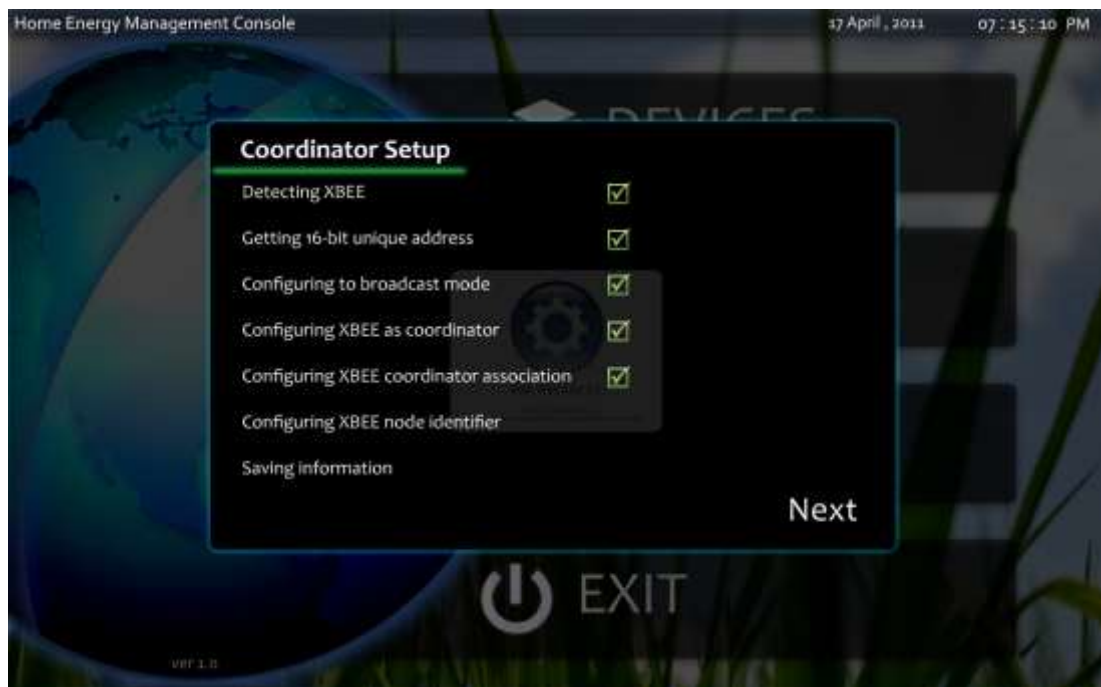 Home Energy Management Console
17 April , 2011
07 : 15 : 10 PM
DEVICES
Coordinator Setup
Detecting XBEE
Getting 16-bit unique address
Configuring to broadcast mode
Configuring XBEE as coordinator
Configuring XBEE coordinator association
Configuring XBEE node identifier
Saving information
Next
EXIT